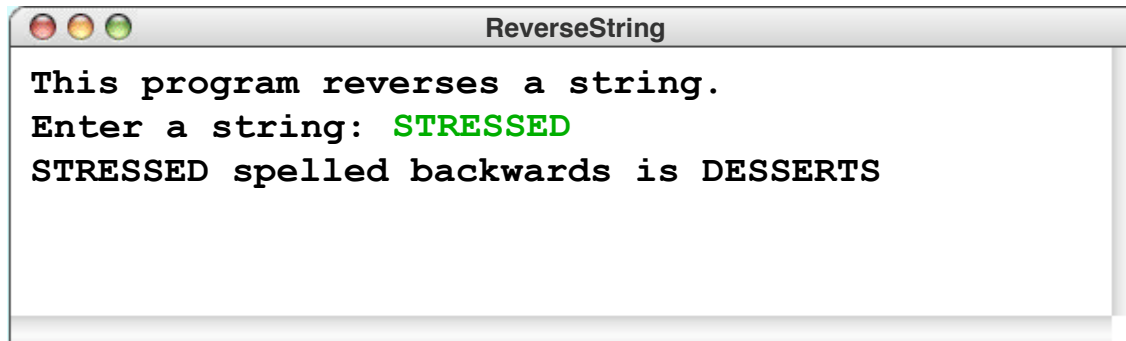 ReverseString
This program reverses a string.
Enter a string: STRESSED
STRESSED spelled backwards is DESSERTS